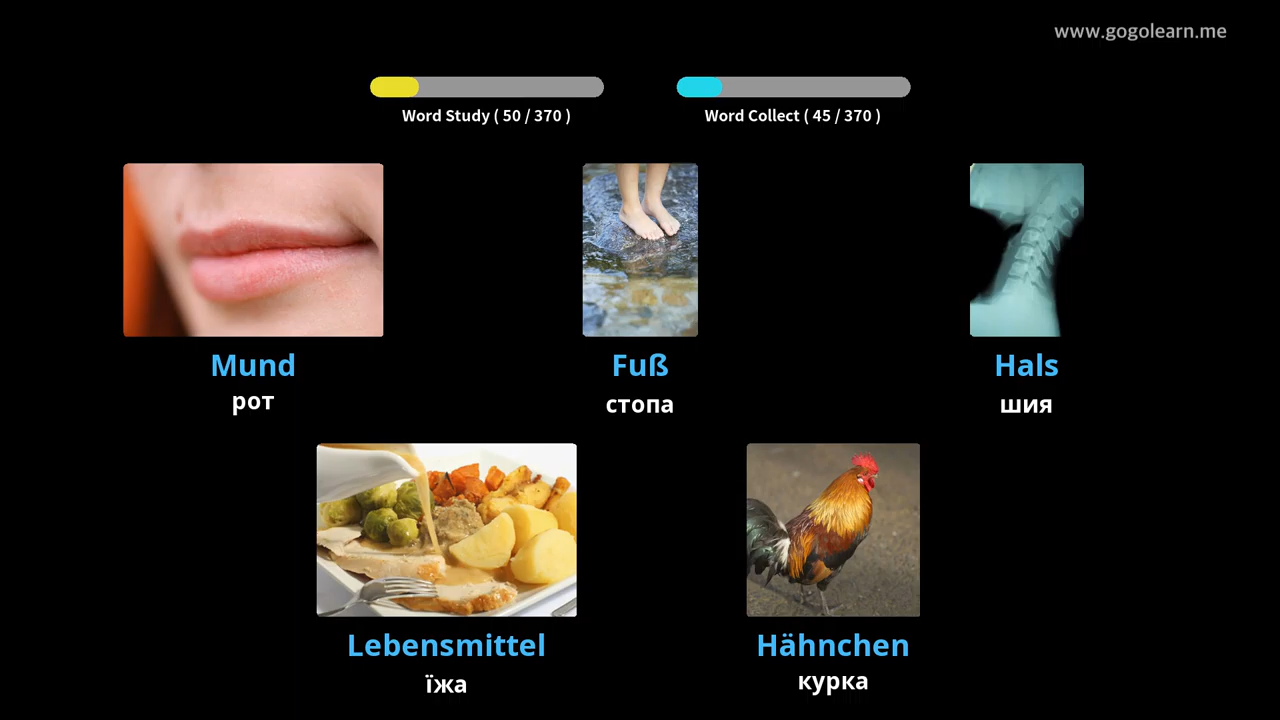 www.gogolearn.me
Word Study ( 50 / 370 )
Word Collect ( 45 / 370 )
Mund
рот
Fuß
стопа
Hals
шия
Lebensmittel
їжа
Hähnchen
курка